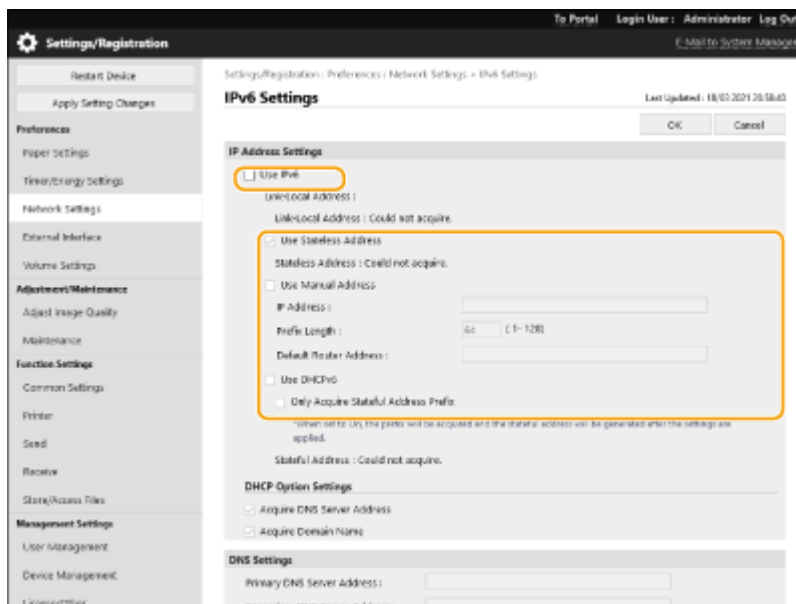 To Portal Login User : Administrator Log Out
Settings/Registration
E-Mail to System Manager
Restart Device
Apply Setting Changes
Preferences
Paper Settings
Timer/Energy Settings
Network Settings
External Interface
Volume Settings
Adjustment/Maintenance
Adjust Image Quality
Maintenance
Function Settings
Common Settings
Printer
Send
Receive
Store/Access Files
Management Settings
User Management
Device Management
License/Other
Settings/Registration : Preferences : Network Settings > IPv6 Settings
IPv6 Settings
Last Updated : 18/03 2021 20:58:40
OK Cancel
IP Address Settings
Use IPv6
Link-Local Address :
Link-Local Address : Could not acquire.
Use Stateless Address
Stateless Address : Could not acquire.
Use Manual Address
IP Address :
Prefix Length : 64 ( 1- 128)
Default Router Address :
Use DHCPv6
Only Acquire Stateful Address Prefix
*When set to On, the prefix will be acquired and the stateful address will be generated after the settings are
applied.
Stateful Address : Could not acquire.
DHCP Option Settings
Acquire DNS Server Address
Acquire Domain Name
DNS Settings
Primary DNS Server Address :